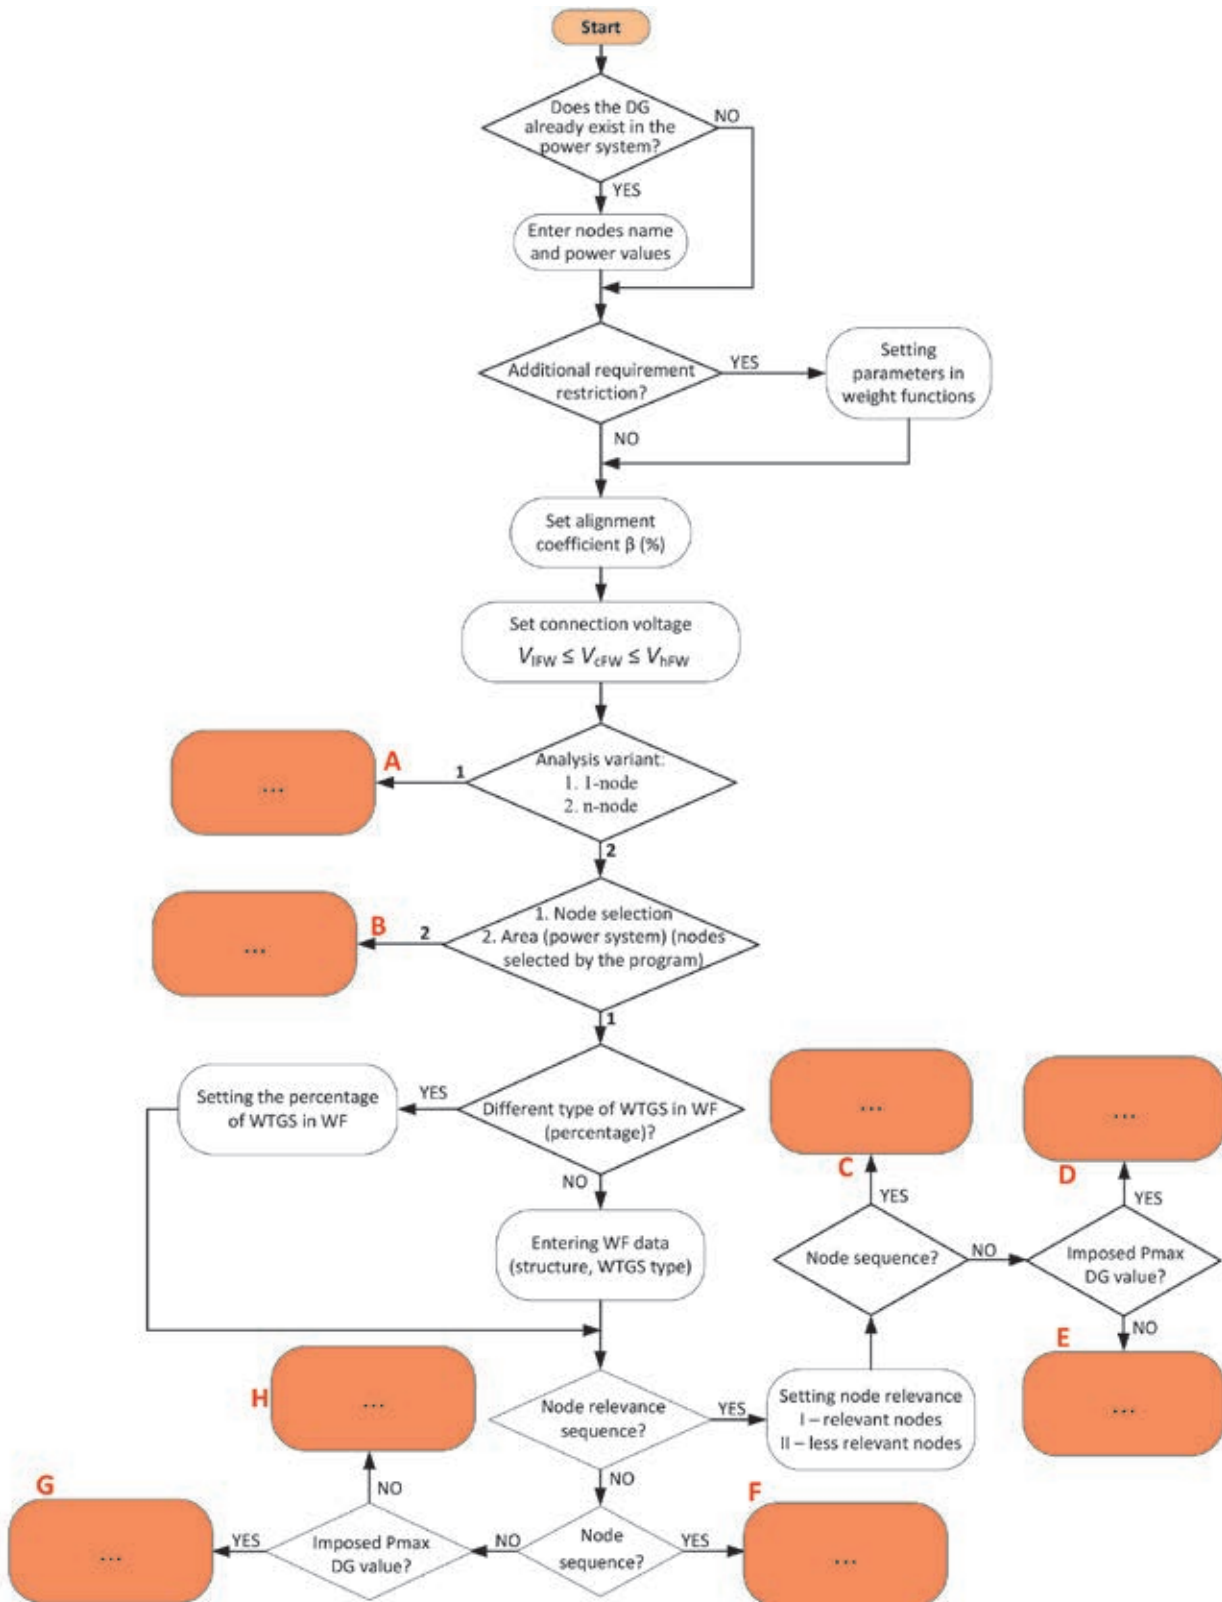 Start
Does the DG
already exist in the
power system?
NO
YES
Enter nodes name
and power values
Additional requirement
restriction?
YES
Setting
parameters in
weight functions
NO
Set alignment
coefficient β (%)
Set connection voltage
VlFW ≤ VcFW ≤ VhFW
Analysis variant:
1. 1-node
2. n-node
1
A
...
2
1. Node selection
2. Area (power system) (nodes
selected by the program)
2
B
...
1
Different type of WTGS in WF
(percentage)?
YES
Setting the percentage
of WTGS in WF
NO
Entering WF data
(structure, WTGS type)
Node relevance
sequence?
YES
Setting node relevance
I – relevant nodes
II – less relevant nodes
Node sequence?
YES
C
...
NO
Imposed Pmax
DG value?
YES
D
...
NO
E
...
NO
Node
sequence?
YES
F
...
NO
Imposed Pmax
DG value?
YES
G
...
NO
H
...